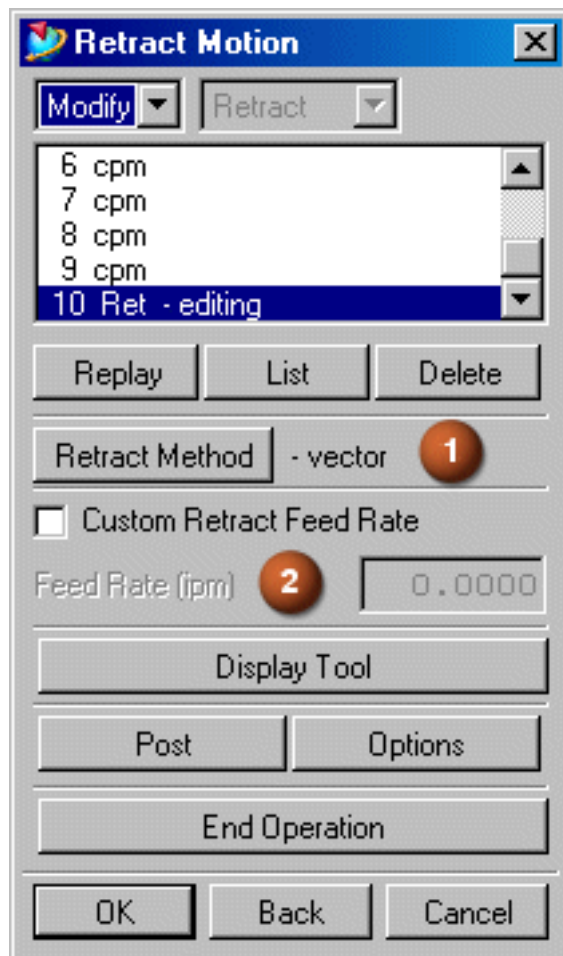 Retract Motion
Modify Retract
6 cpm
7 cpm
8 cpm
9 cpm
10 Ret - editing
Replay List Delete
Retract Method - vector 1
Custom Retract Feed Rate
Feed Rate (ipm) 2 0.0000
Display Tool
Post Options
End Operation
OK Back Cancel